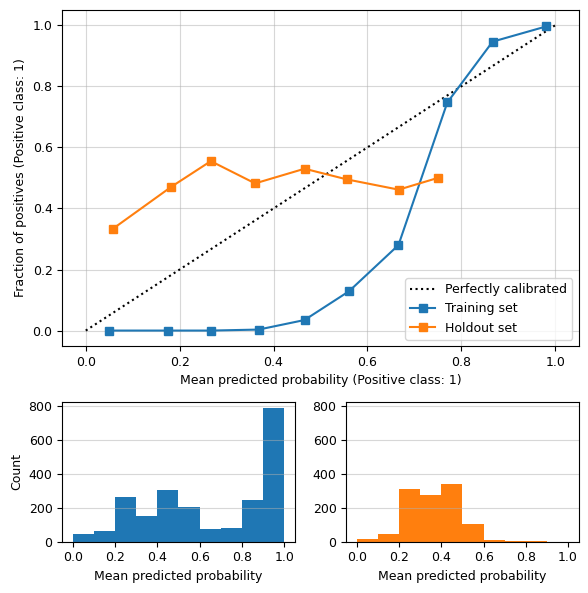 1.0
0.8
0.6
0.4
0.2
0.0
Fraction of positives (Positive class: 1)
Perfectly calibrated
Training set
Holdout set
0.0 0.2 0.4 0.6 0.8 1.0
Mean predicted probability (Positive class: 1)
800
600
400
200
0
Count
0.0 0.2 0.4 0.6 0.8 1.0
Mean predicted probability
800
600
400
200
0
0.0 0.2 0.4 0.6 0.8 1.0
Mean predicted probability